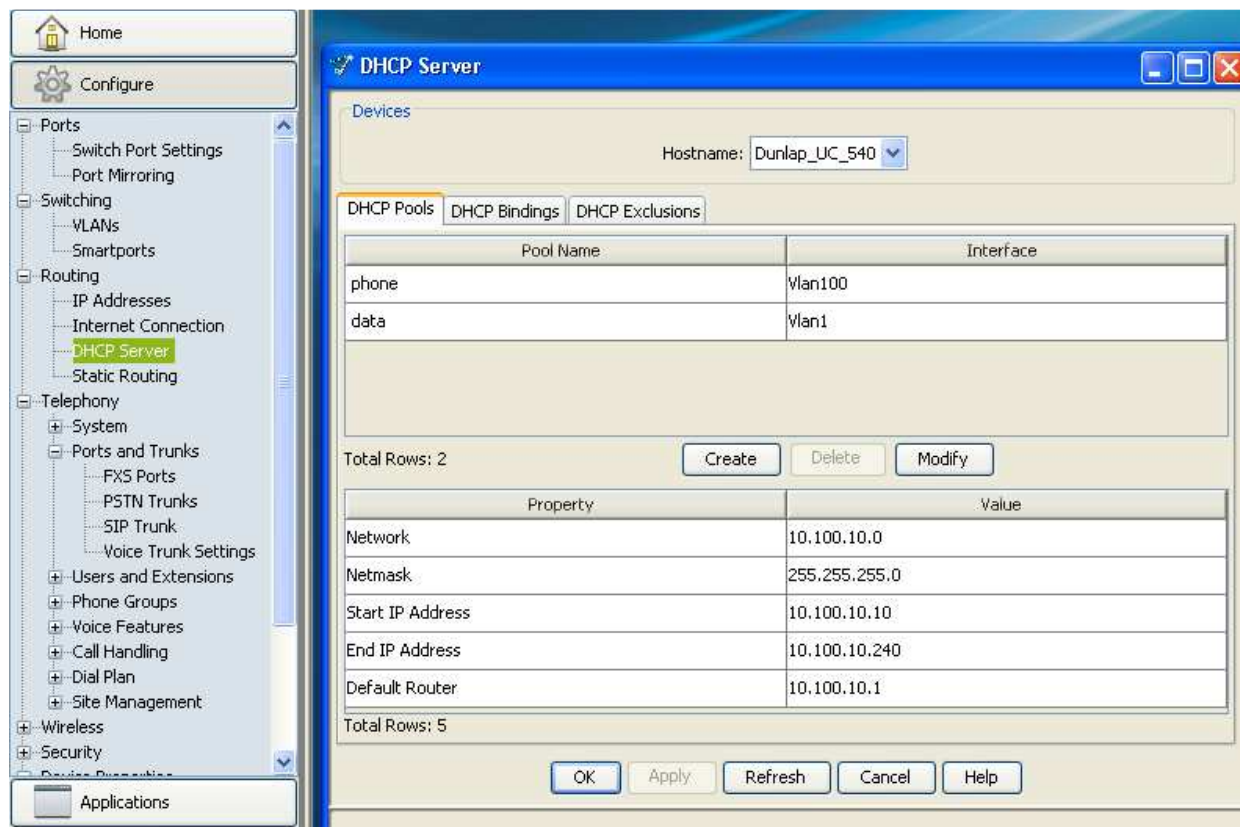 Home
Configure
Ports
Switch Port Settings
Port Mirroring
Switching
VLANs
Smartports
Routing
IP Addresses
Internet Connection
DHCP Server
Static Routing
Telephony
System
Ports and Trunks
FXS Ports
PSTN Trunks
SIP Trunk
Voice Trunk Settings
Users and Extensions
Phone Groups
Voice Features
Call Handling
Dial Plan
Site Management
Wireless
Security
Device Properties
Applications
DHCP Server
Devices
Hostname: Dunlap_UC_540
DHCP Pools DHCP Bindings DHCP Exclusions
Pool Name Interface
phone Vlan100
data Vlan1
Total Rows: 2 Create Delete Modify
Property Value
Network 10.100.10.0
Netmask 255.255.255.0
Start IP Address 10.100.10.10
End IP Address 10.100.10.240
Default Router 10.100.10.1
Total Rows: 5
OK Apply Refresh Cancel Help